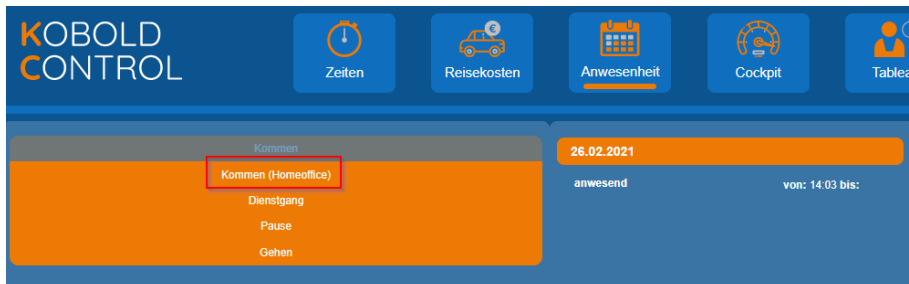 KOBOLD
CONTROL
Zeiten
Reisekosten
Anwesenheit
Cockpit
Tablea
Kommen
Kommen (Homeoffice)
Dienstgang
Pause
Gehen
26.02.2021
anwesend von: 14:03 bis: